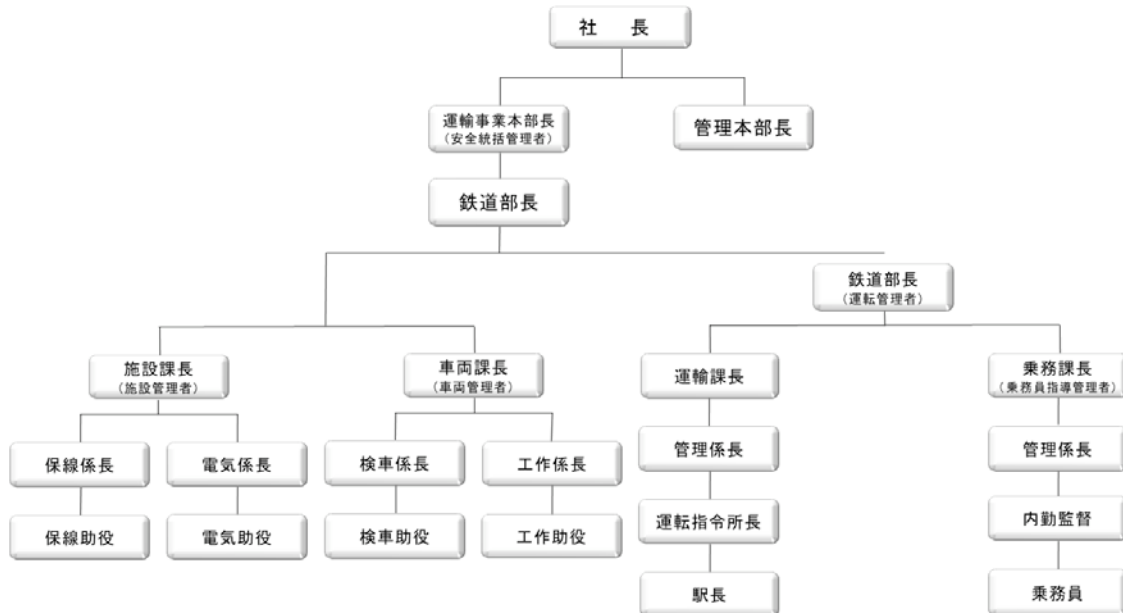 社　長
運輸事業本部長
（安全統括管理者）
管理本部長
鉄道部長
鉄道部長
（運転管理者）
施設課長
（施設管理者）
車両課長
（車両管理者）
運輸課長
乗務課長
（乗務員指導管理者）
保線係長
電気係長
検車係長
工作係長
管理係長
管理係長
保線助役
電気助役
検車助役
工作助役
運転指令所長
内勤監督
駅長
乗務員